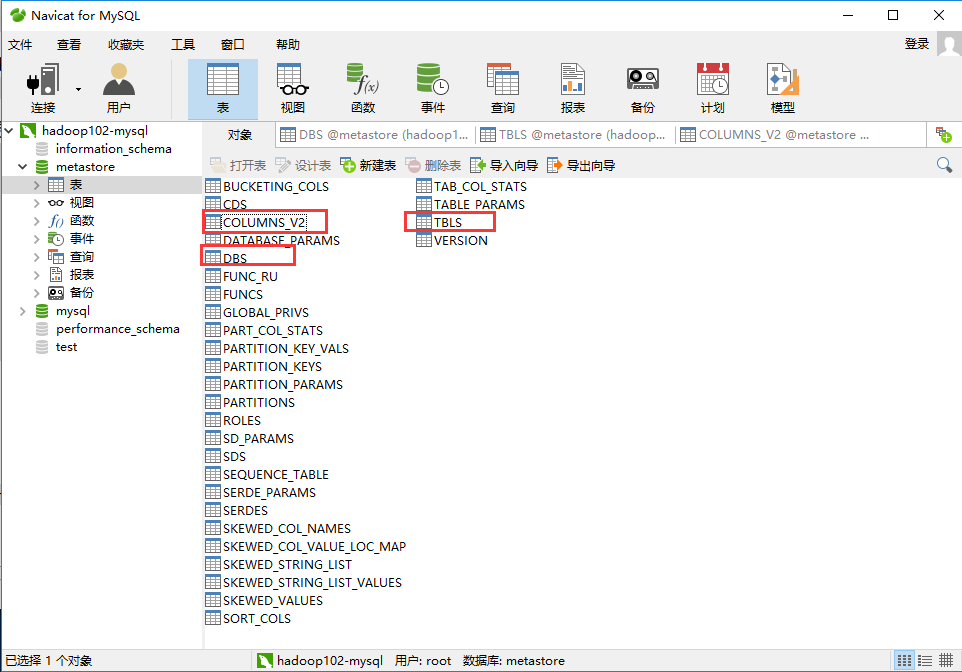 Navicat for MySQL
文件 查看 收藏夹 工具 窗口 帮助 登录
连接 用户 表 视图 函数 事件 查询 报表 备份 计划 模型
f(x)
hadoop102-mysql
information_schema
metastore
表
视图
f() 函数
事件
查询
报表
备份
mysql
performance_schema
test
对象 DBS @metastore (hadoop1... TBLS @metastore (hadoop... COLUMNS_V2 @metastore ...
打开表 设计表 新建表 删除表 导入向导 导出向导
BUCKETING_COLS
CDS
COLUMNS_V2
DATABASE_PARAMS
DBS
FUNC_RU
FUNCS
GLOBAL_PRIVS
PART_COL_STATS
PARTITION_KEY_VALS
PARTITION_KEYS
PARTITION_PARAMS
PARTITIONS
ROLES
SD_PARAMS
SDS
SEQUENCE_TABLE
SERDE_PARAMS
SERDES
SKEWED_COL_NAMES
SKEWED_COL_VALUE_LOC_MAP
SKEWED_STRING_LIST
SKEWED_STRING_LIST_VALUES
SKEWED_VALUES
SORT_COLS
TAB_COL_STATS
TABLE_PARAMS
TBLS
VERSION
已选择 1 个对象 hadoop102-mysql 用户: root 数据库: metastore